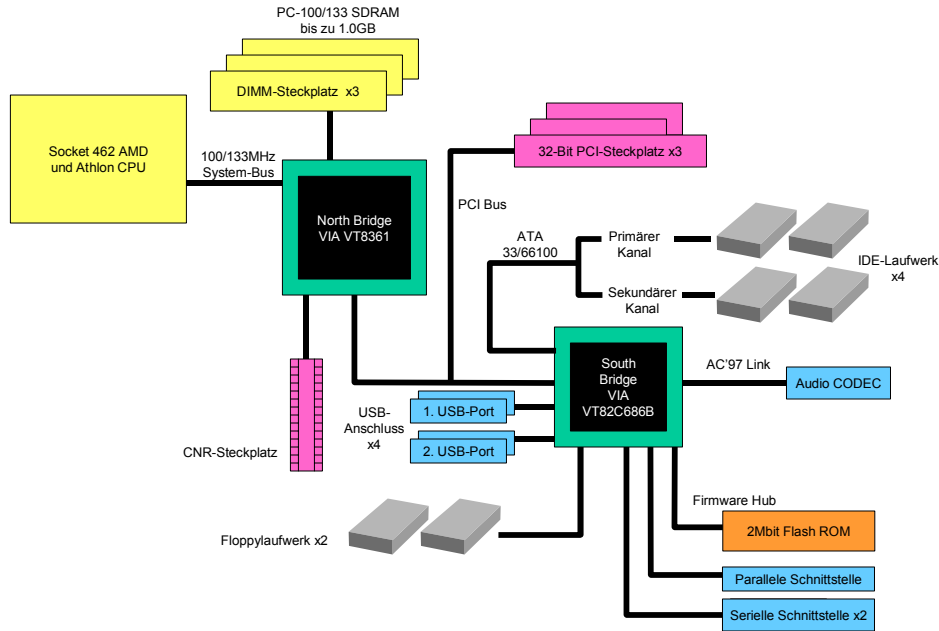 PC-100/133 SDRAM
bis zu 1.0GB
DIMM-Steckplatz x3
Socket 462 AMD
und Athlon CPU
100/133MHz
System-Bus
32-Bit PCI-Steckplatz x3
North Bridge
VIA VT8361
PCI Bus
ATA
33/66100
Primärer
Kanal
IDE-Laufwerk
x4
Sekundärer
Kanal
South
Bridge
VIA
VT82C686B
AC'97 Link
Audio CODEC
USB-
Anschluss
x4
1. USB-Port
2. USB-Port
CNR-Steckplatz
Floppylaufwerk x2
Firmware Hub
2Mbit Flash ROM
Parallele Schnittstelle
Serielle Schnittstelle x2